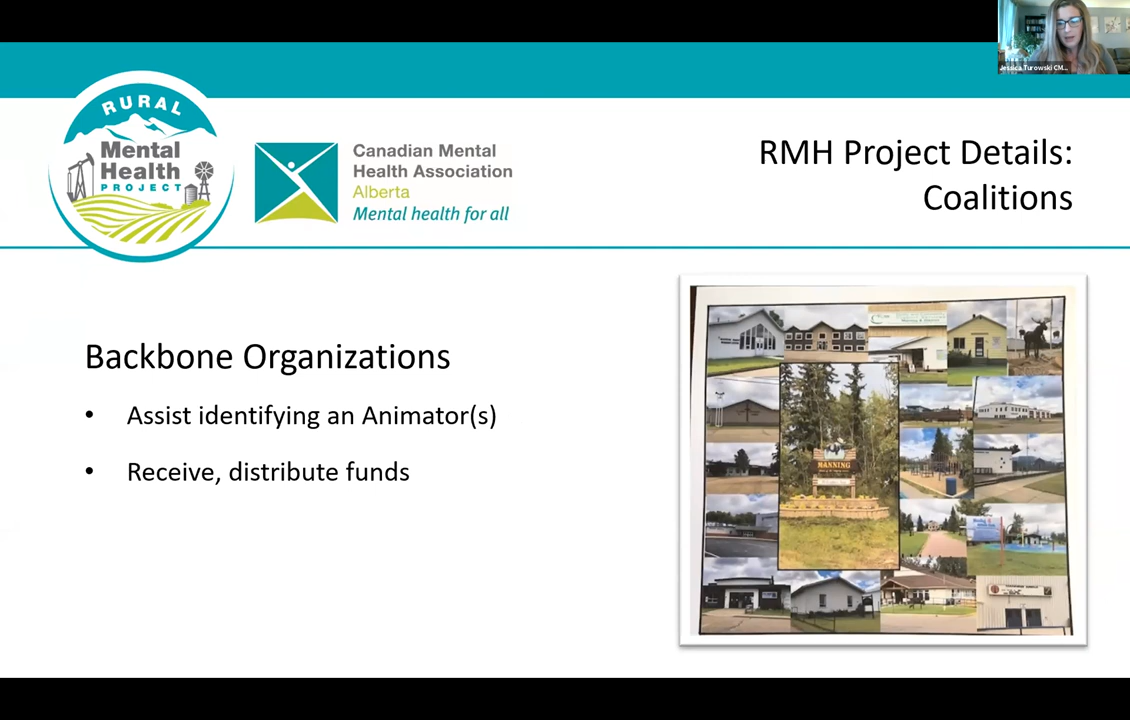 Jessica Turowski CM...
RURAL
Mental
Health
PROJECT
Canadian Mental
Health Association
Alberta
Mental health for all
RMH Project Details:
Coalitions
Backbone Organizations
• Assist identifying an Animator(s)
• Receive, distribute funds
MANNING